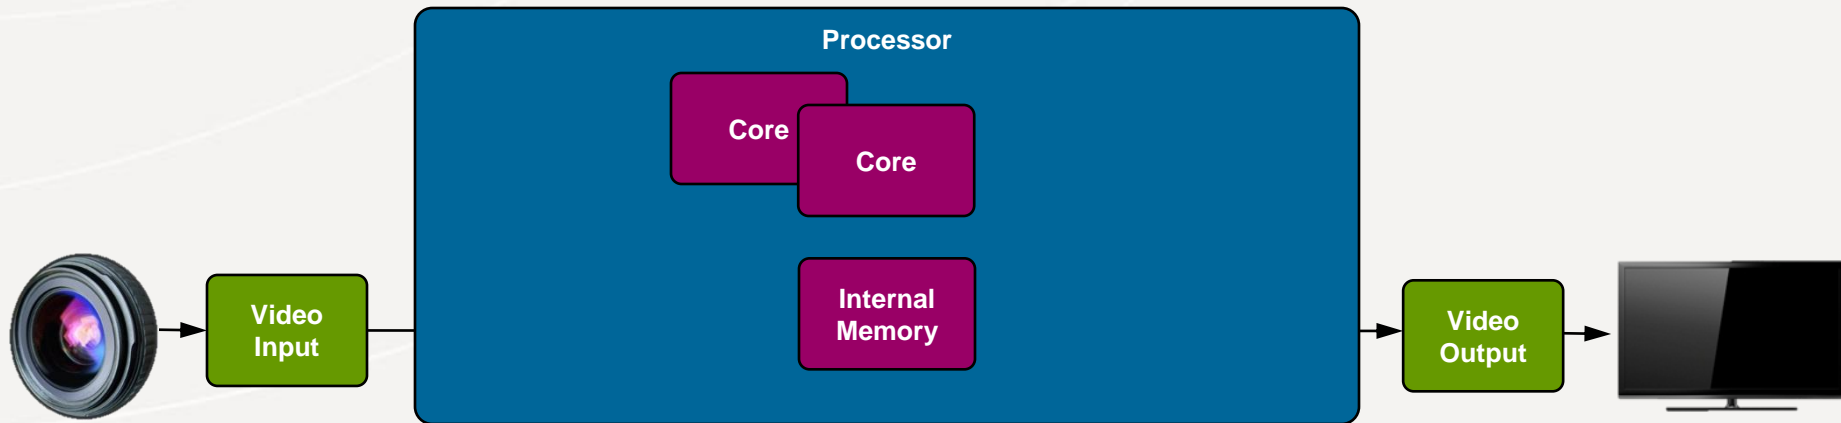 Processor
Core
Core
Internal
Memory
Video
Input
Video
Output